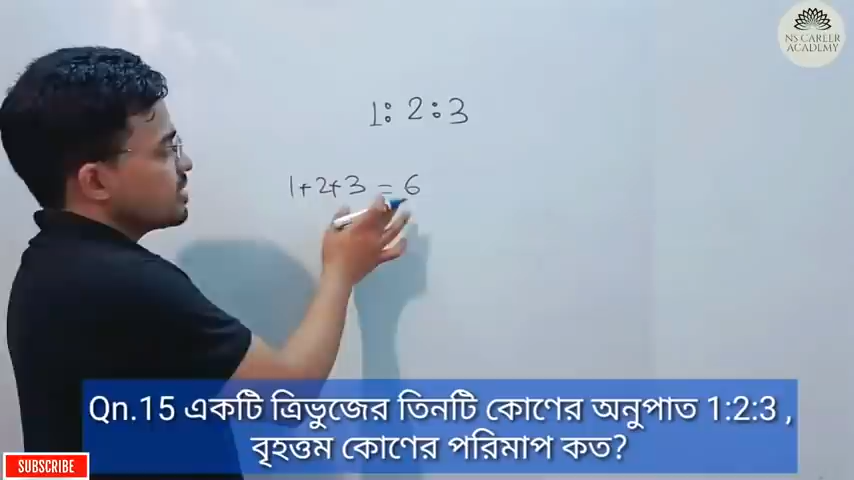 NS CAREER
ACADEMY
1: 2:3
1+2+3 = 6
Qn.15 একটি ত্রিভুজের তিনটি কোণের অনুপাত 1:2:3 ,
বৃহত্তম কোণের পরিমাপ কত?
SUBSCRIBE